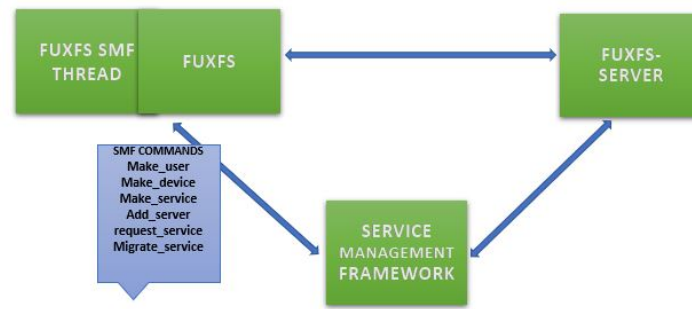 FUXFS SMF
THREAD
FUXFS
FUXFS-
SERVER
SMF COMMANDS
Make_user
Make_device
Make_service
Add_server
request_service
Migrate_service
SERVICE
MANAGEMENT
FRAMEWORK